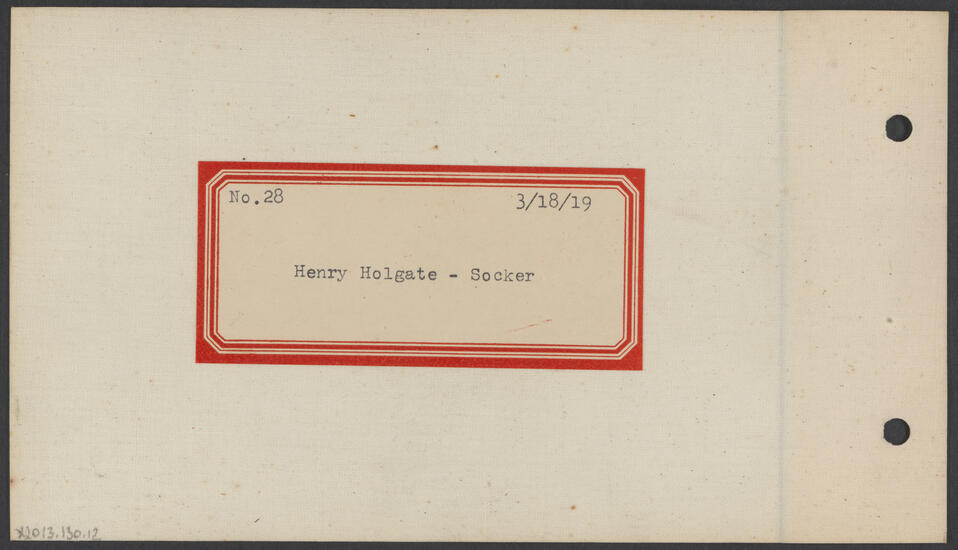 No.28 3/18/19
Henry Holgate - Socker
X2013.130.12